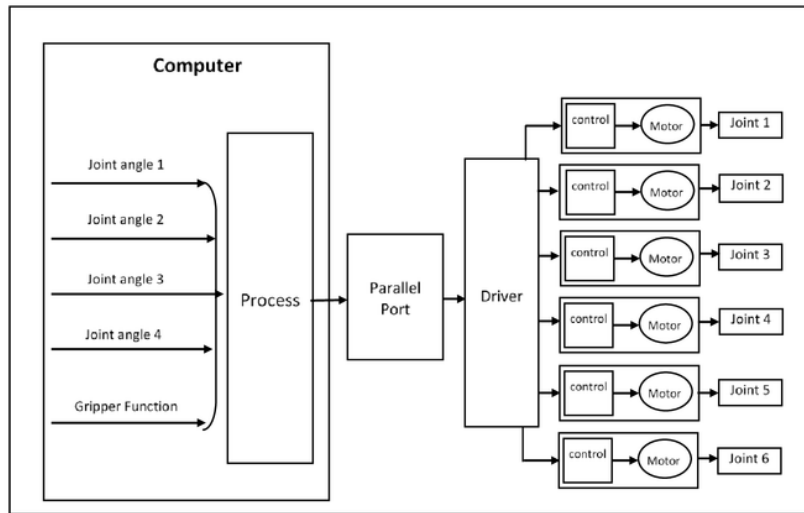 Computer
Joint angle 1
Joint angle 2
Joint angle 3
Joint angle 4
Gripper Function
Process
Parallel
Port
Driver
control
Motor
Joint 1
control
Motor
Joint 2
control
Motor
Joint 3
control
Motor
Joint 4
control
Motor
Joint 5
control
Motor
Joint 6